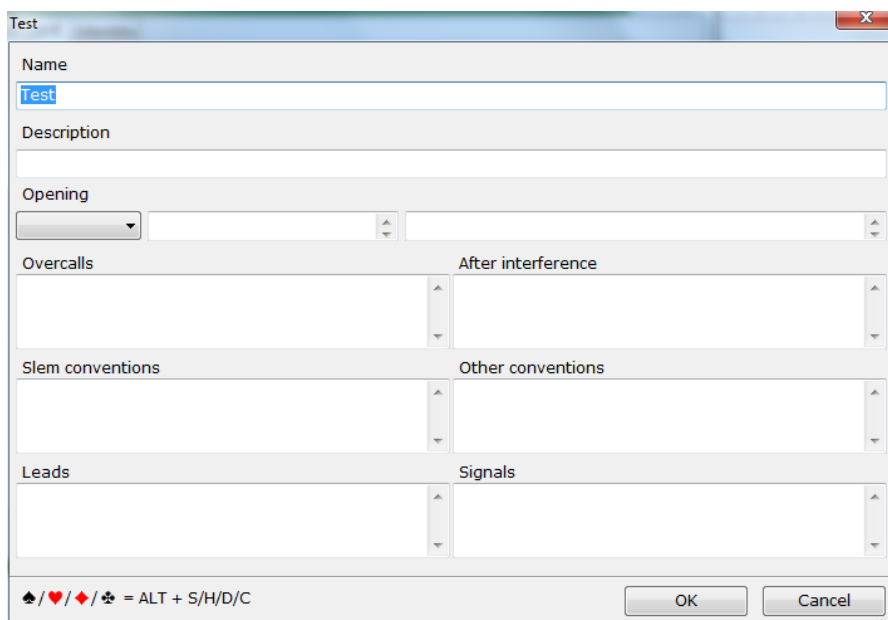 Test
Name
Test
Description
Opening
Overcalls
After interference
Slem conventions
Other conventions
Leads
Signals
♠/♥/♦/♣ = ALT + S/H/D/C
OK
Cancel